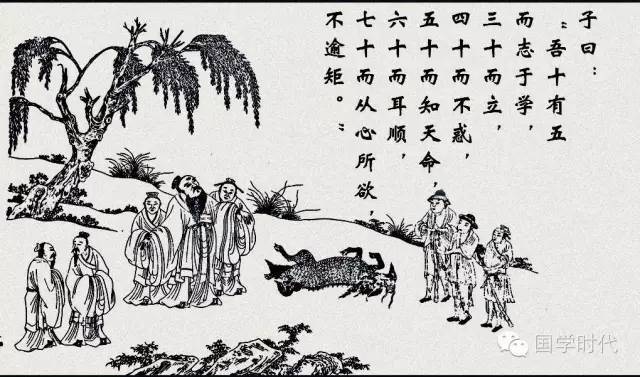 子曰：
“吾十有五
而志于学，
三十而立，
四十而不惑，
五十而知天命，
六十而耳顺，
七十而从心所欲，
不逾矩。”
国学时代